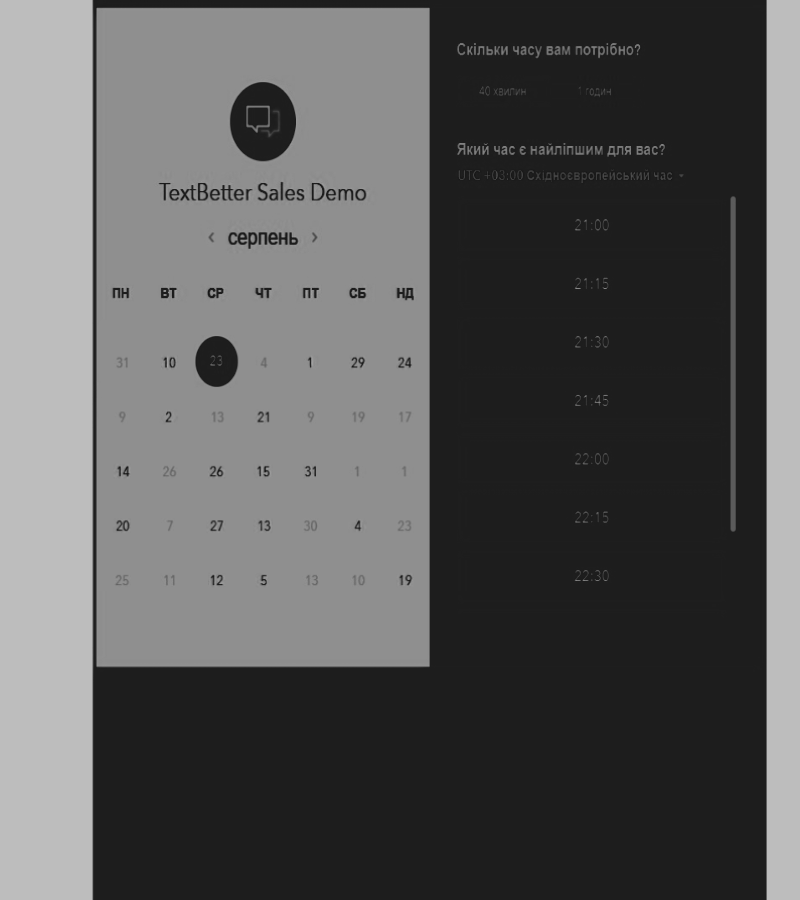 TextBetter Sales Demo
‹ серпень ›
ПН ВТ СР ЧТ ПТ СБ НД
31 10 23 4 1 29 24
9 2 13 21 9 19 17
14 26 26 15 31 1 1
20 7 27 13 30 4 23
25 11 12 5 13 10 19
Скільки часу вам потрібно?
40 хвилин 1 годин
Який час є найліпшим для вас?
UTC +03:00 Східноєвропейський час
21:00
21:15
21:30
21:45
22:00
22:15
22:30